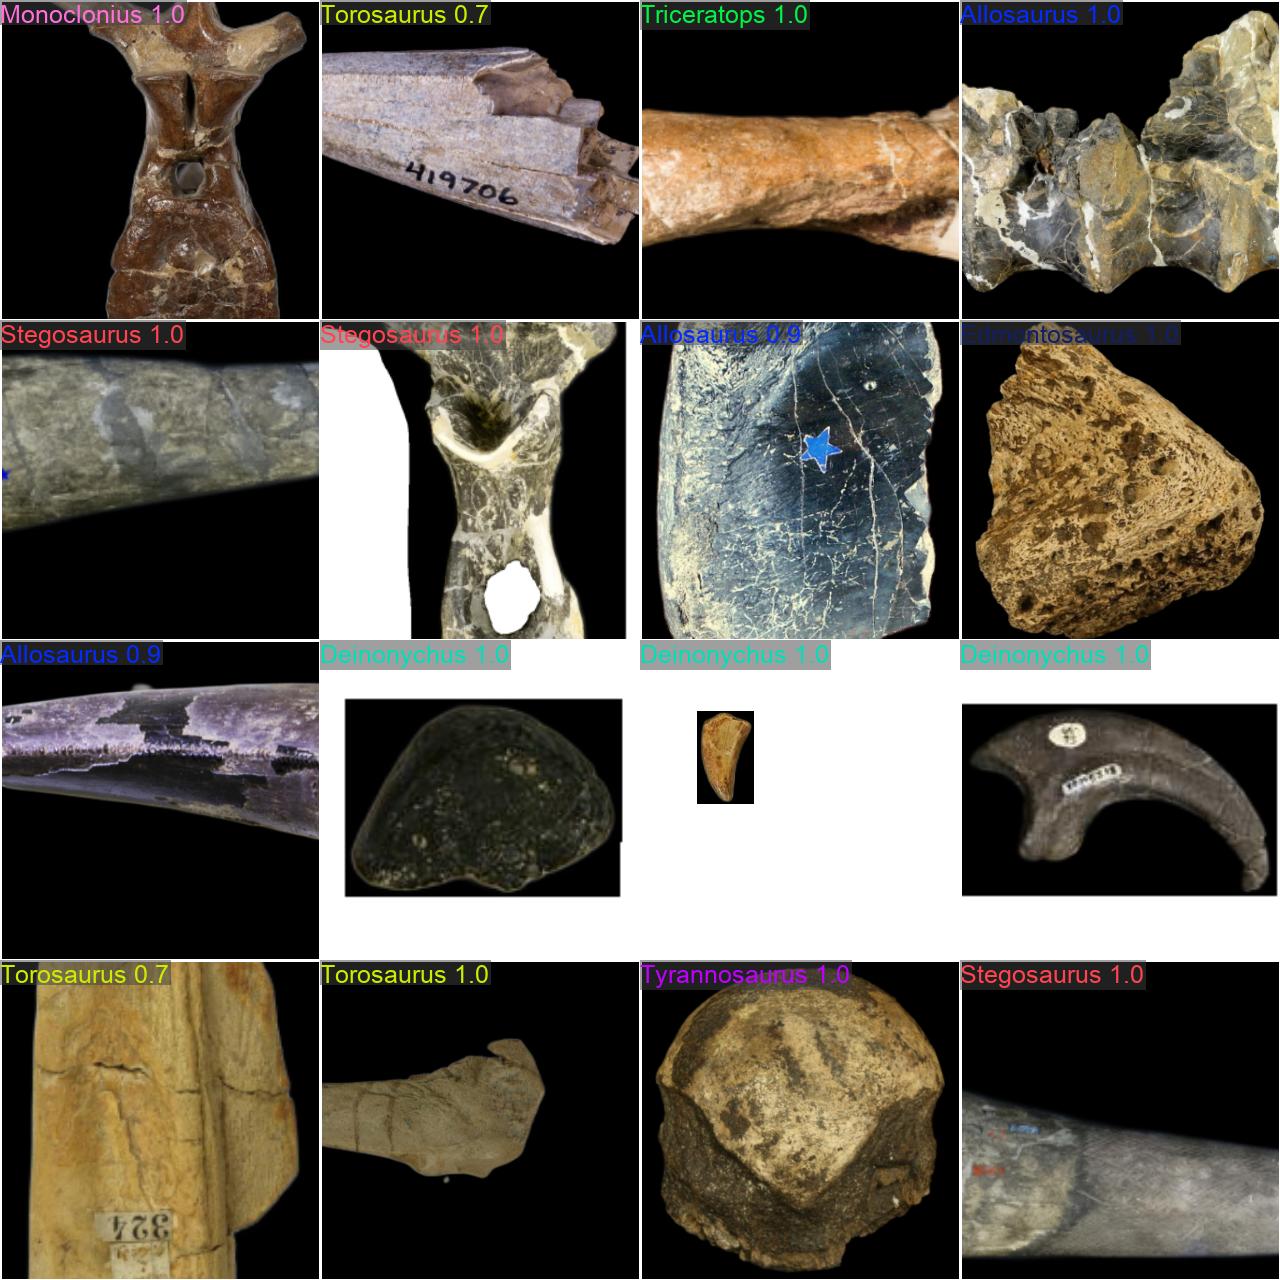 Monoclonius 1.0
Torosaurus 0.7
Triceratops 1.0
Allosaurus 1.0
419706
Stegosaurus 1.0
Stegosaurus 1.0
Allosaurus 0.9
Edmontosaurus 1.0
Allosaurus 0.9
Deinonychus 1.0
Deinonychus 1.0
Deinonychus 1.0
Torosaurus 0.7
Torosaurus 1.0
Tyrannosaurus 1.0
Stegosaurus 1.0
324